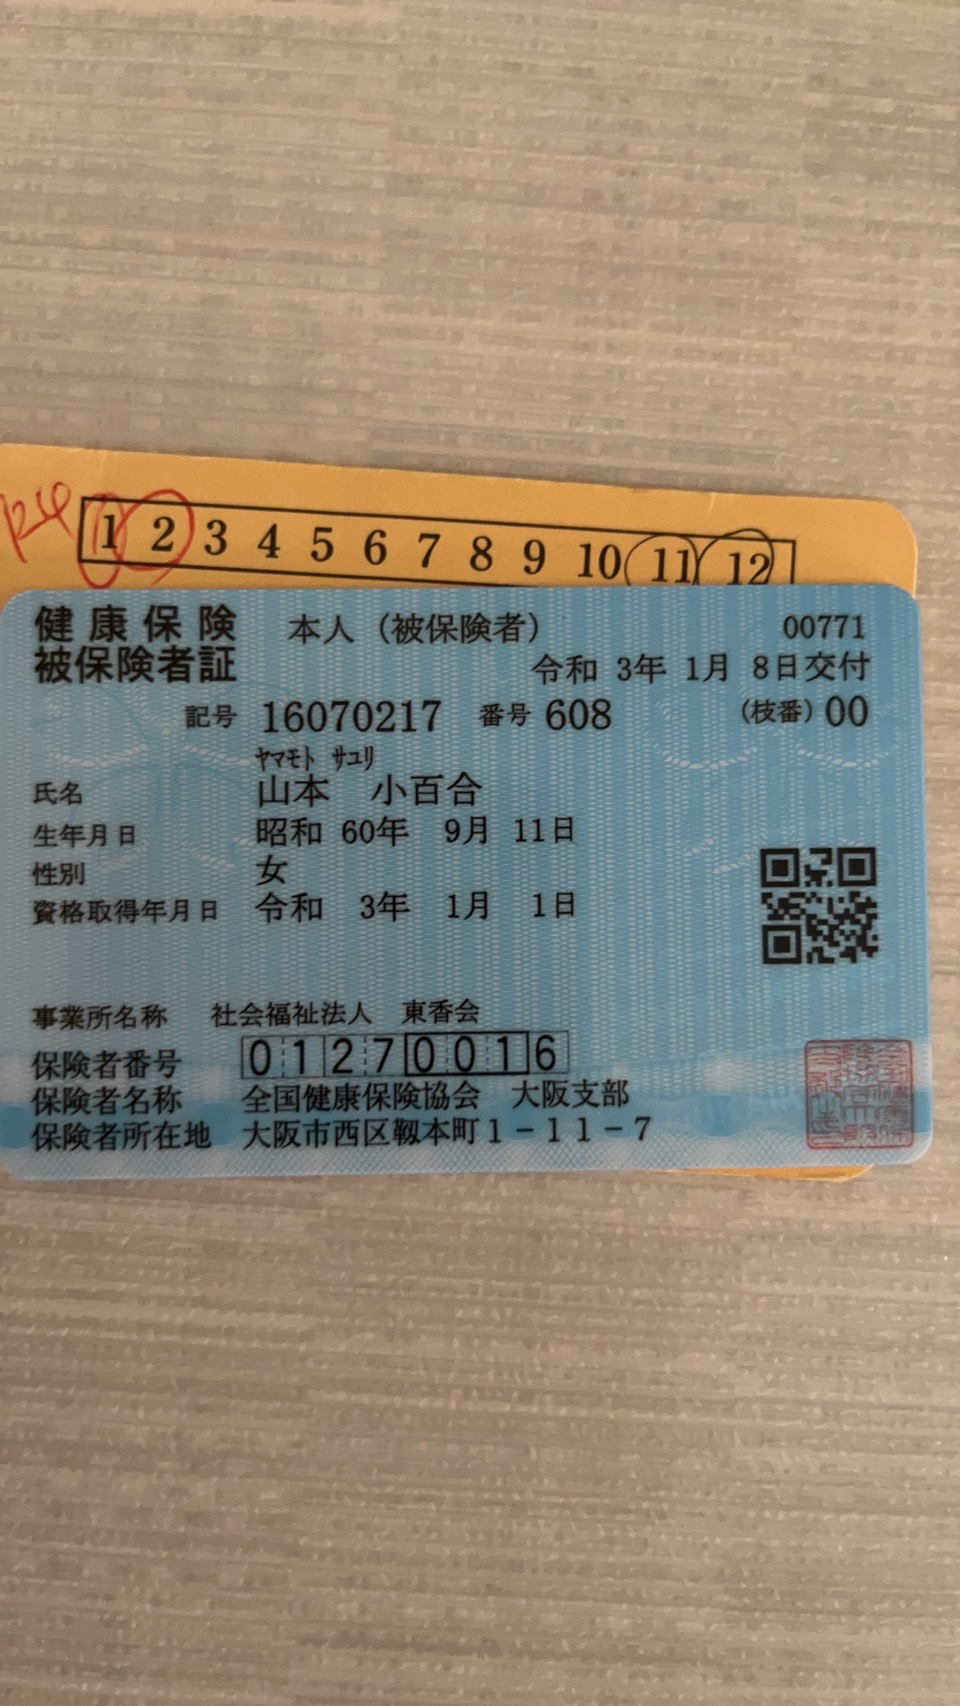 1 2 3 4 5 6 7 8 9 10 11 12
健康保険 本人（被保険者） 00771
被保険者証 令和 3年 1月 8日交付
記号 16070217 番号 608 （枝番）00
ﾔﾏﾓﾄ ｻﾕﾘ
氏名 山本 小百合
生年月日 昭和 60年 9月 11日
性別 女
資格取得年月日 令和 3年 1月 1日
事業所名称 社会福祉法人 東香会
保険者番号 01270016
保険者名称 全国健康保険協会 大阪支部
保険者所在地 大阪市西区靱本町1－11－7